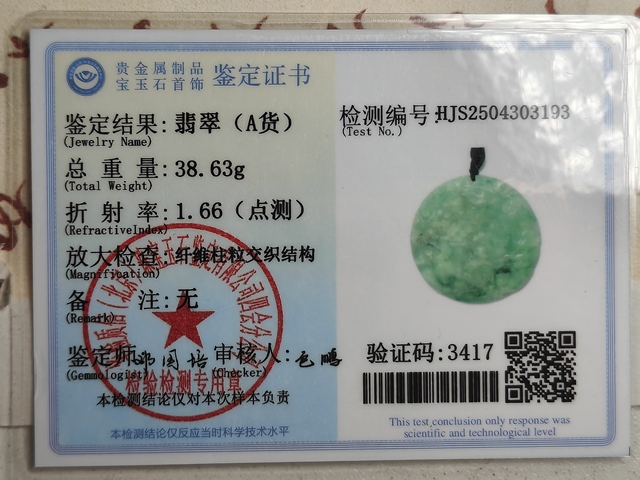 贵金属制品
宝玉石首饰 鉴定证书
鉴定结果: 翡翠（A货）
(Jewelry Name)
检测编号:HJS2504303193
(Test No.)
总重量: 38.63g
(Total Weight)
折射率: 1.66（点测）
(RefractiveIndex)
放大检查: 纤维柱粒交织结构
(Magnification)
备注: 无
(Remark)
鉴定师 审核人:
(Gemmologist) (Checker)
检验检测专用章
本检测结论仅对本次样本负责
本检测结论仅反应当时科学技术水平
验证码: 3417
This test conclusion only response was
scientific and technological level